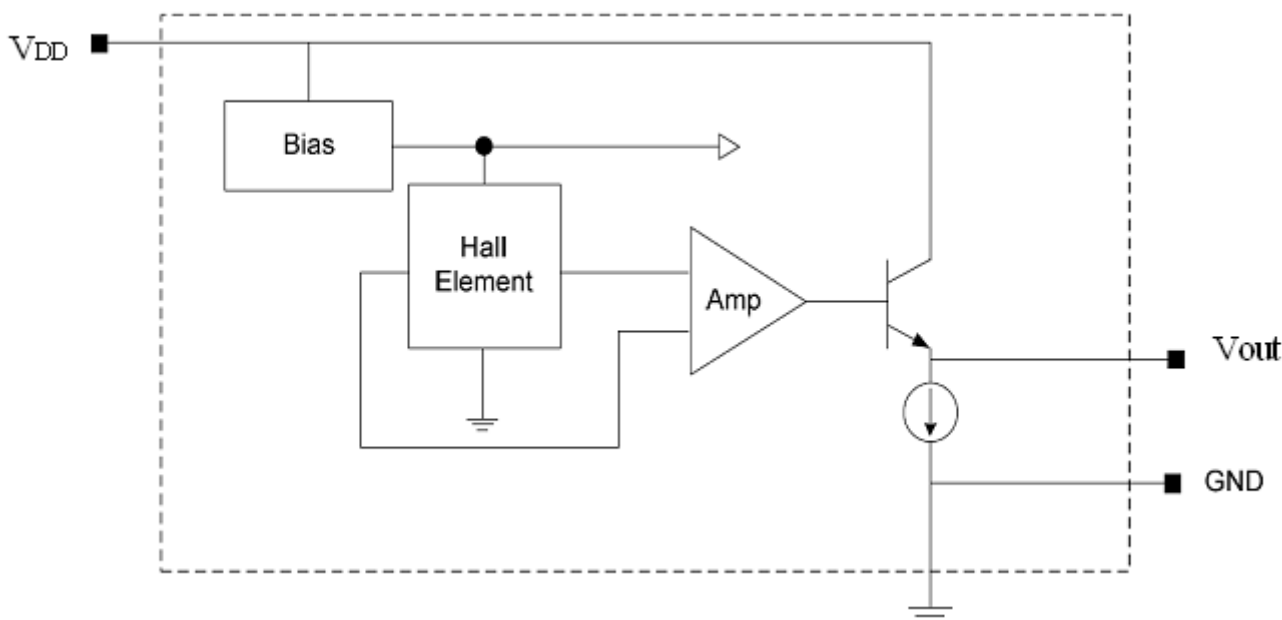 VDD
Bias
Hall
Element
Amp
Vout
GND